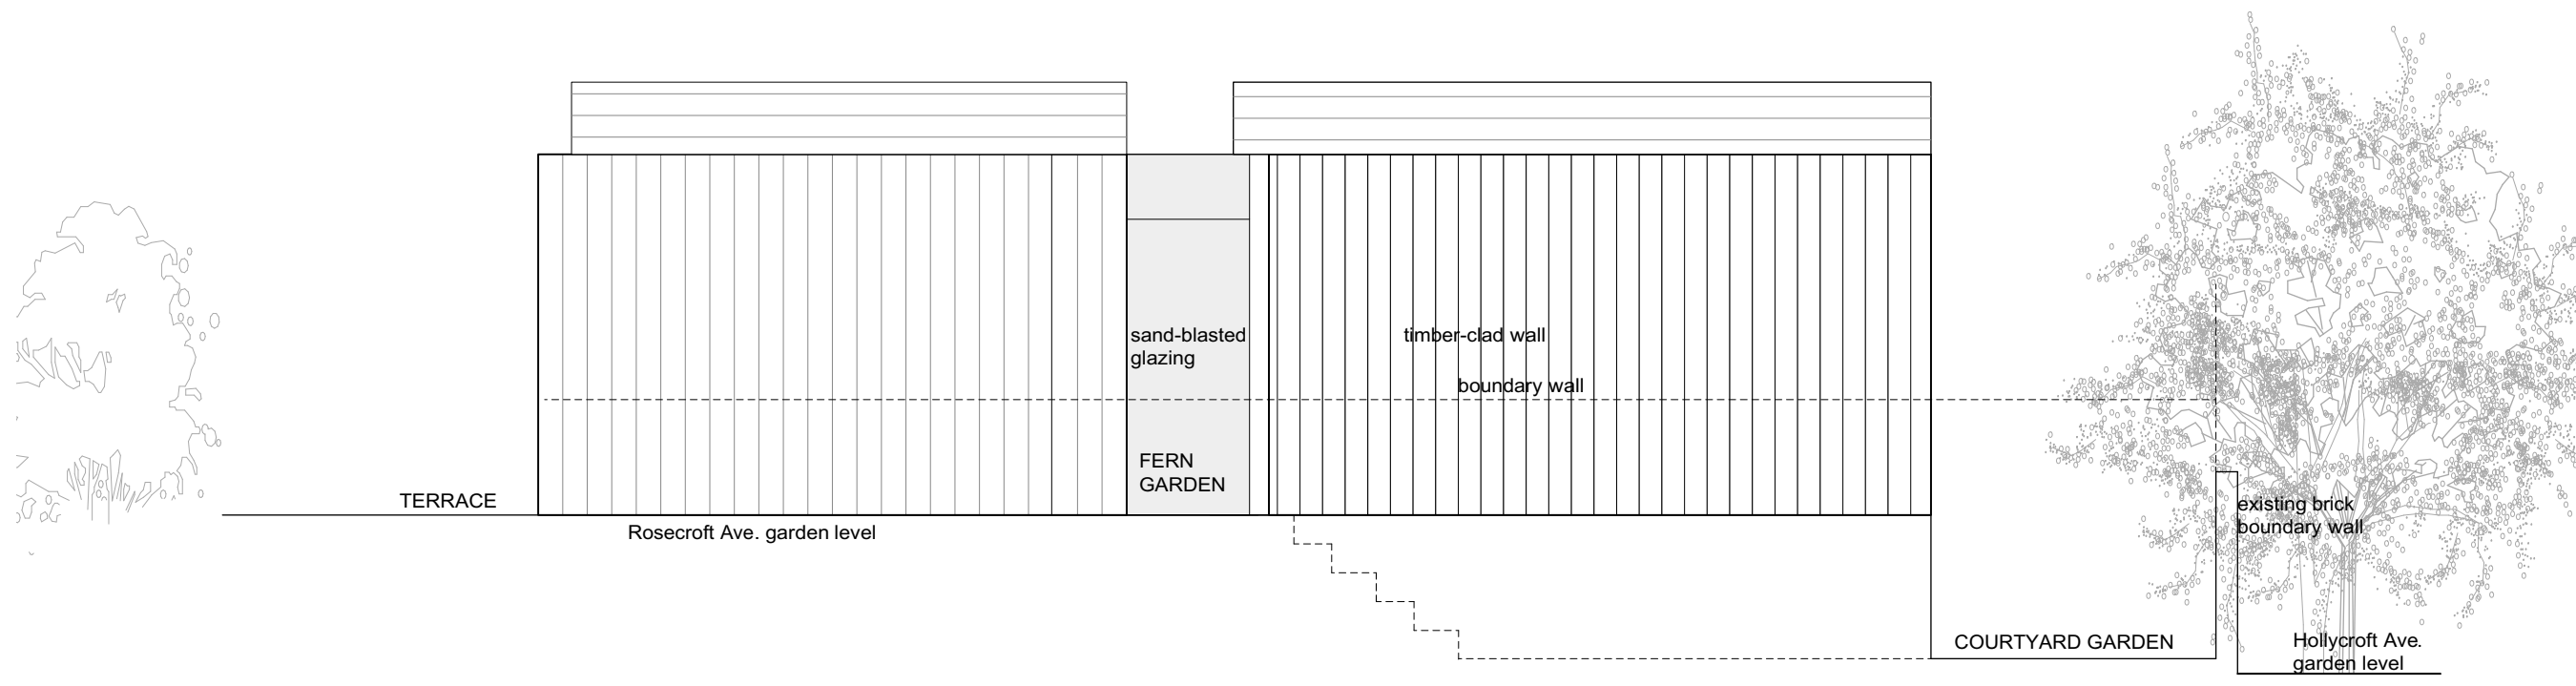 sand-blasted
glazing
timber-clad wall
boundary wall
FERN
GARDEN
TERRACE
existing brick
boundary wall
Rosecroft Ave. garden level
COURTYARD GARDEN
Hollycroft Ave.
garden level